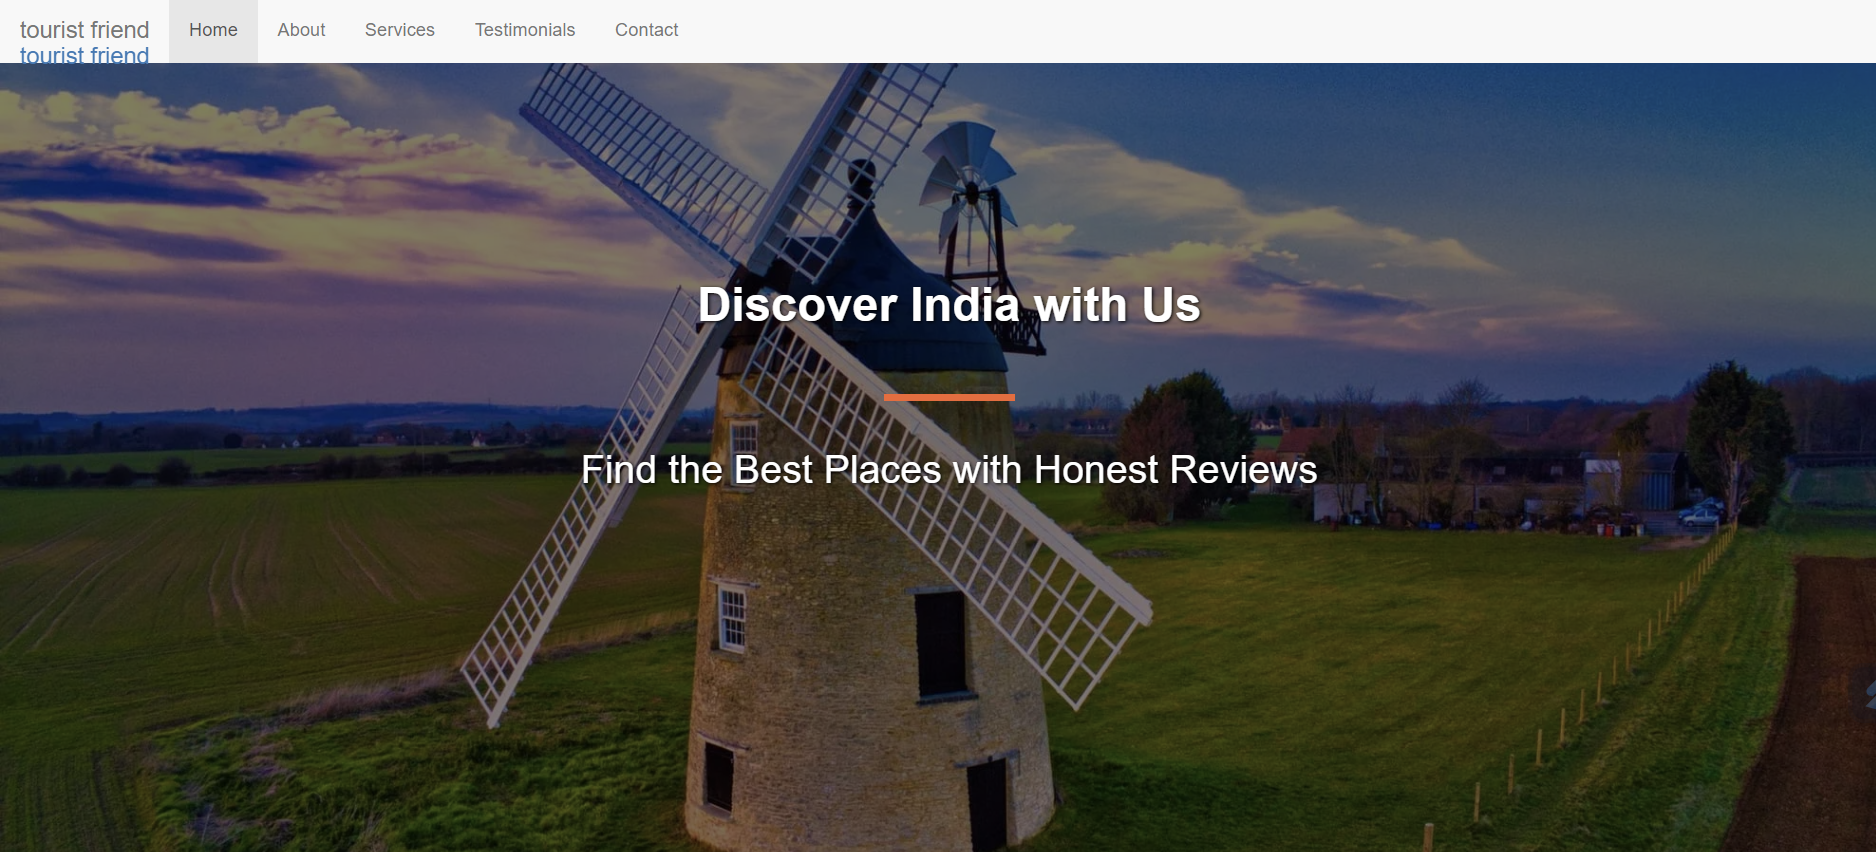 tourist friend Home About Services Testimonials Contact
tourist friend
Discover India with Us
Find the Best Places with Honest Reviews